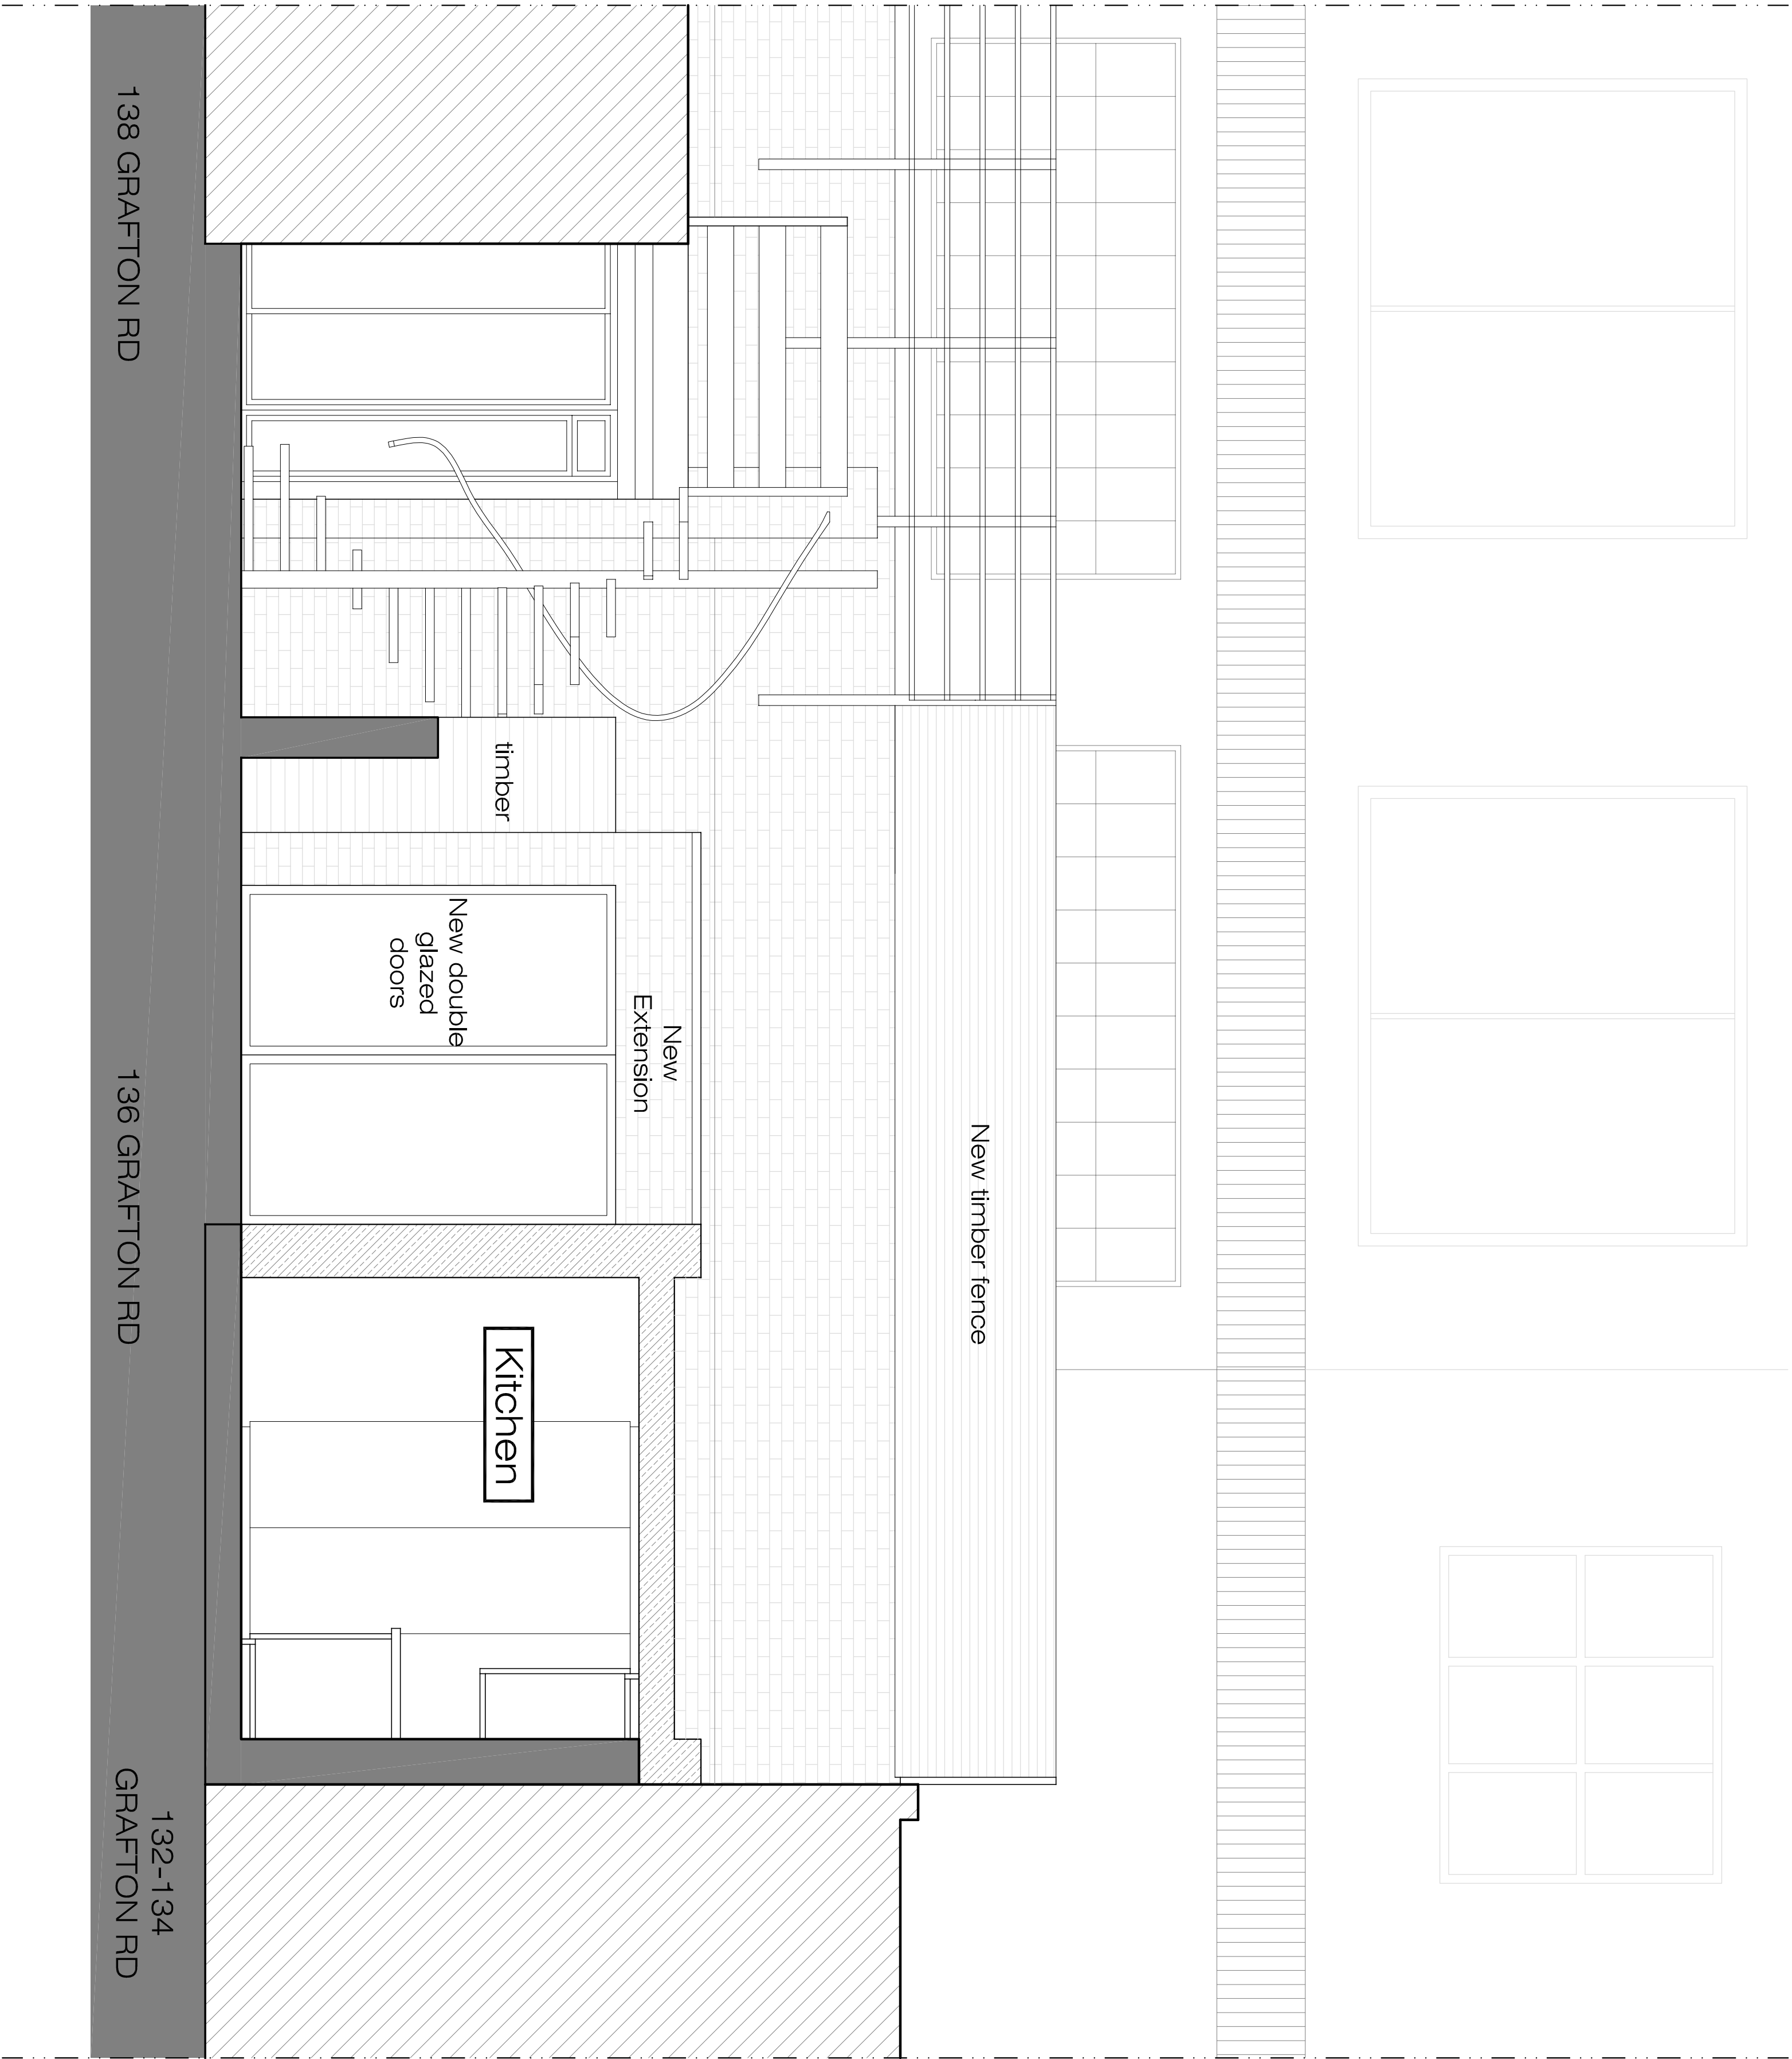 New timber fence
New
Extension
timber
New double
glazed
doors
Kitchen
138 GRAFTON RD
136 GRAFTON RD
132-134
GRAFTON RD